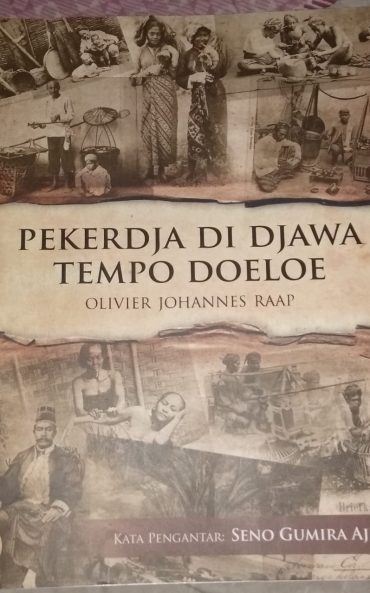 PEKERDJA DI DJAWA
TEMPO DOELOE
OLIVIER JOHANNES RAAP
KATA PENGANTAR: SENO GUMIRA AJ